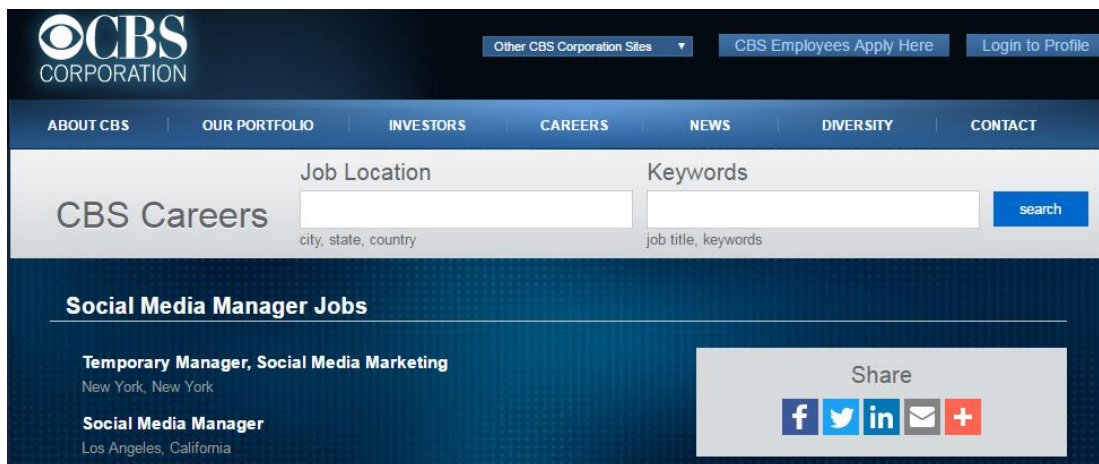 CBS
CORPORATION
Other CBS Corporation Sites
CBS Employees Apply Here
Login to Profile
ABOUT CBS
OUR PORTFOLIO
INVESTORS
CAREERS
NEWS
DIVERSITY
CONTACT
CBS Careers
Job Location
city, state, country
Keywords
job title, keywords
search
Social Media Manager Jobs
Temporary Manager, Social Media Marketing
New York, New York
Social Media Manager
Los Angeles, California
Share
f
in
+